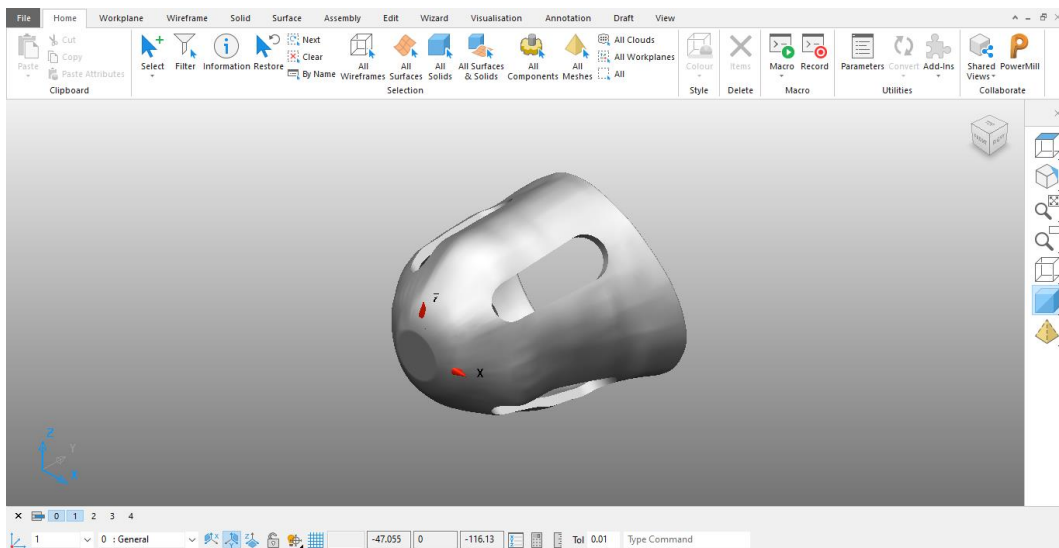 File Home Workplane Wireframe Solid Surface Assembly Edit Wizard Visualisation Annotation Draft View
Paste
Cut
Copy
Paste Attributes
Clipboard
Select Filter Information Restore
Next
Clear
By Name
All Wireframes
All Surfaces
All Solids
All Surfaces & Solids
All Components
All Meshes
All Clouds
All Workplanes
All
Selection
Colour
Style
Items
Delete
Macro Record
Macro
Parameters Convert Add-Ins
Utilities
Shared Views
PowerMill
Collaborate
TOP
X
Z
Y
X
0 1 2 3 4
1 0 : General -47.055 0 -116.13 Tol 0.01 Type Command